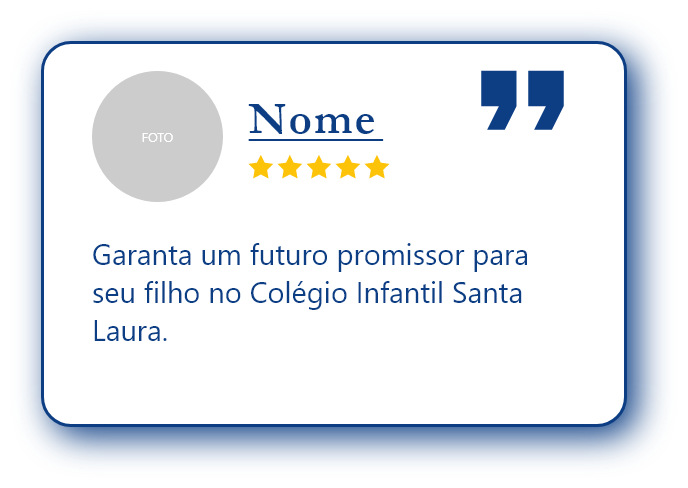 FOTO
Nome
Garanta um futuro promissor para
seu filho no Colégio Infantil Santa
Laura.